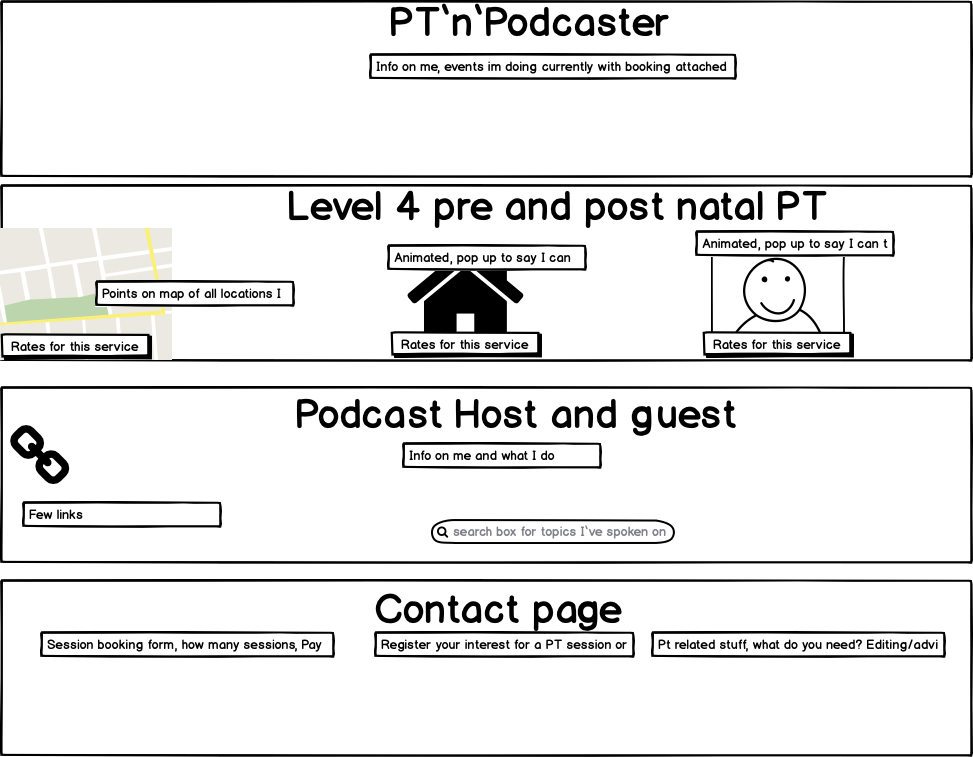 PT`n`Podcaster
Info on me, events im doing currently with booking attached
Level 4 pre and post natal PT
Animated, pop up to say I can t
Animated, pop up to say I can
Points on map of all locations I
Rates for this service
Rates for this service
Rates for this service
Podcast Host and guest
Info on me and what I do
Few links
search box for topics I've spoken on
Contact page
Session booking form, how many sessions, Pay
Register your interest for a PT session or
Pt related stuff, what do you need? Editing/advi